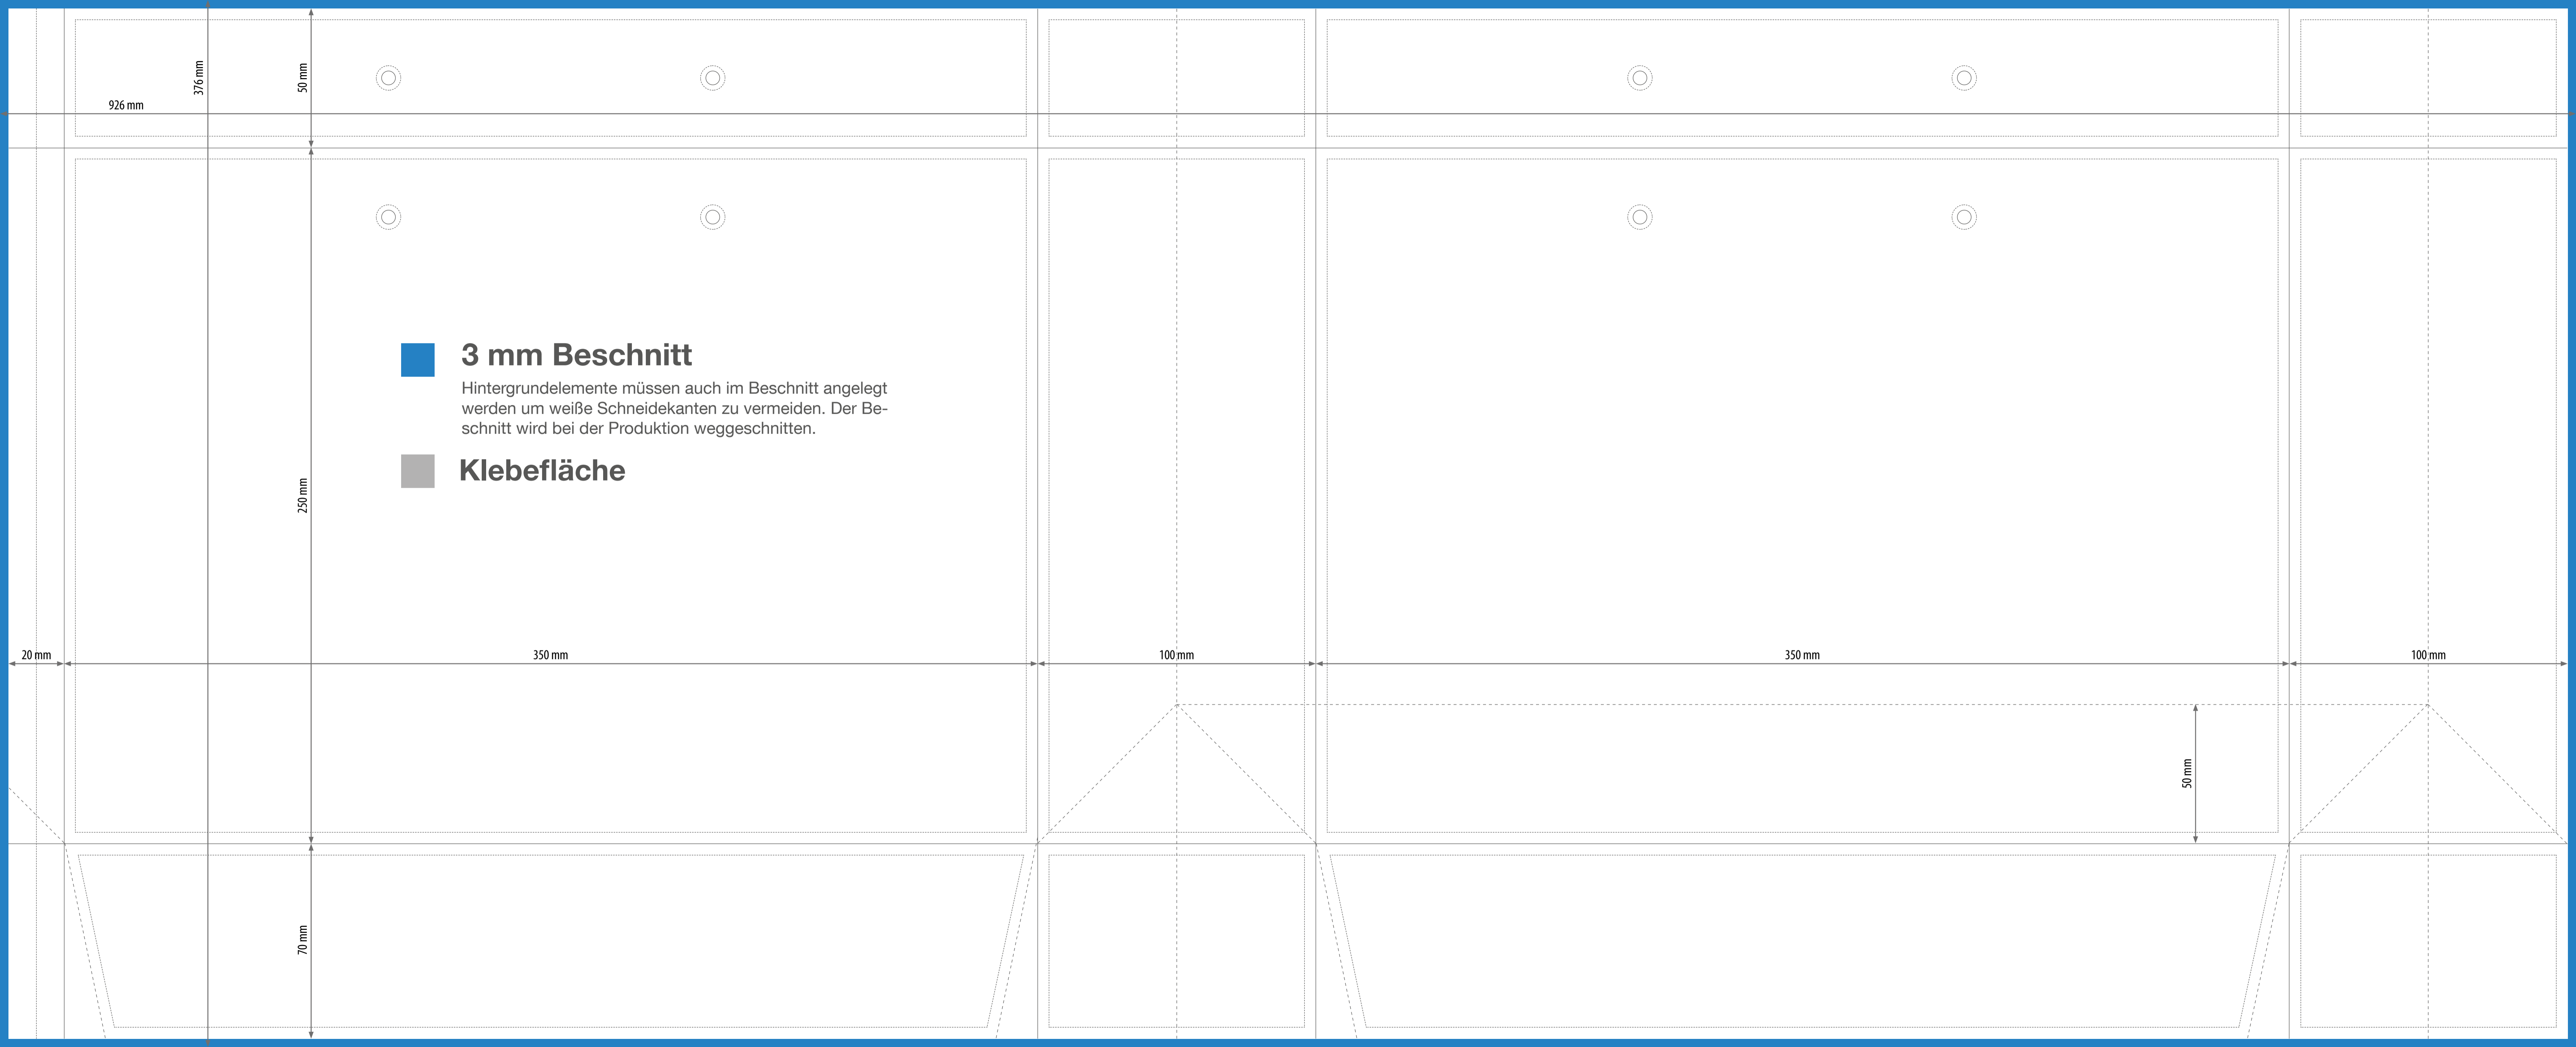 376 mm
50 mm
926 mm
3 mm Beschnitt
Hintergrundelemente müssen auch im Beschnitt angelegt
werden um weiße Schneidekanten zu vermeiden. Der Be-
schnitt wird bei der Produktion weggeschnitten.
Klebefläche
250 mm
20 mm
350 mm
100 mm
350 mm
100 mm
50 mm
70 mm